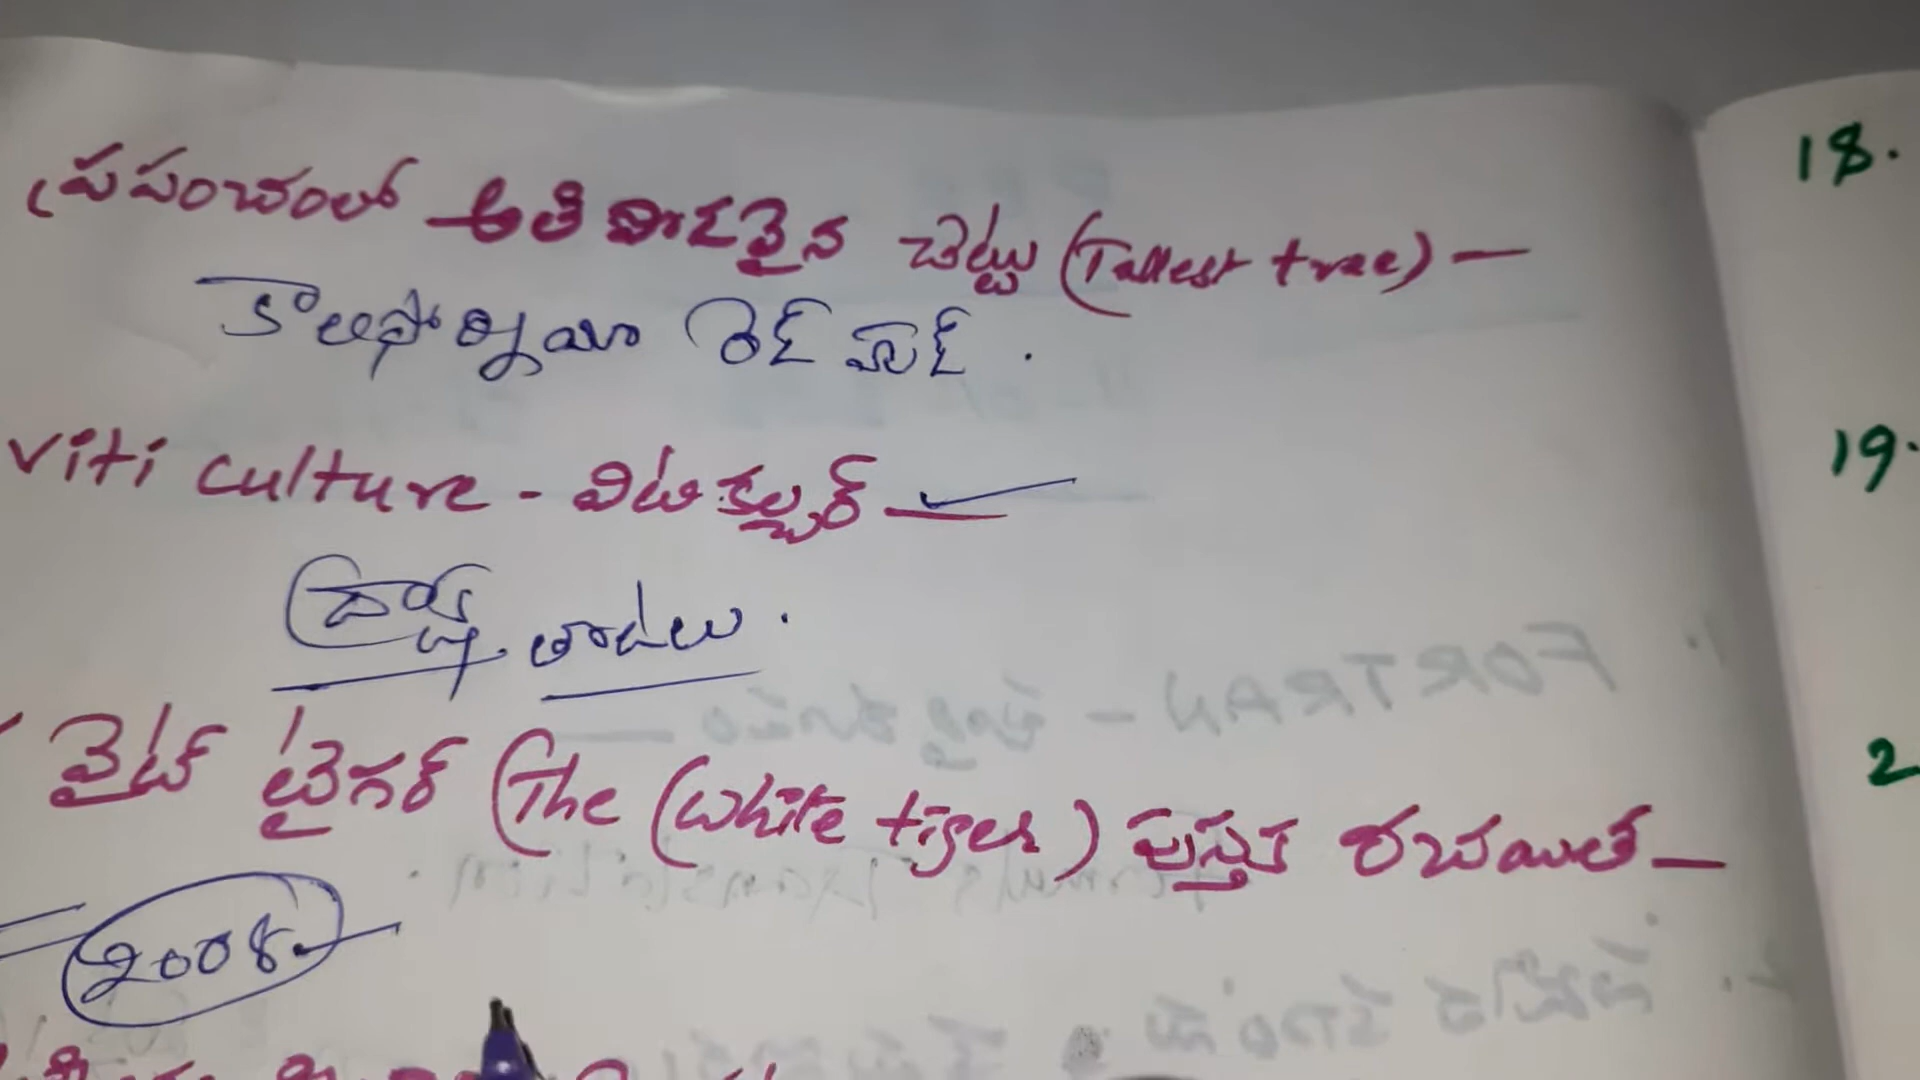 ప్రపంచంలో అతి పొడవైన చెట్టు (Tallest tree) —
కాలిఫోర్నియా రెడ్ వుడ్ .
Viti culture - విటికల్చర్ —
ద్రాక్ష తోటలు .
వైట్ టైగర్ (The (white tiger) పుస్తక రచయిత —
2008.
18.
19.
2